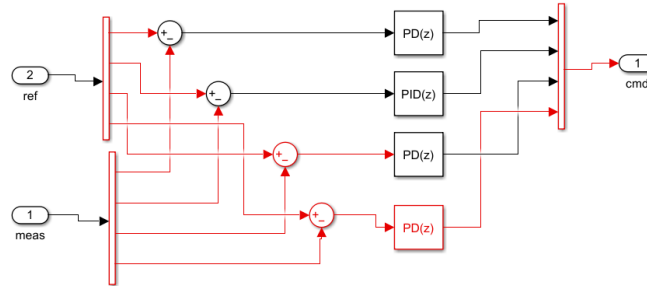 2
ref
1
meas
+
−
+
−
+
−
+
−
PD(z)
PID(z)
PD(z)
PD(z)
1
cmd